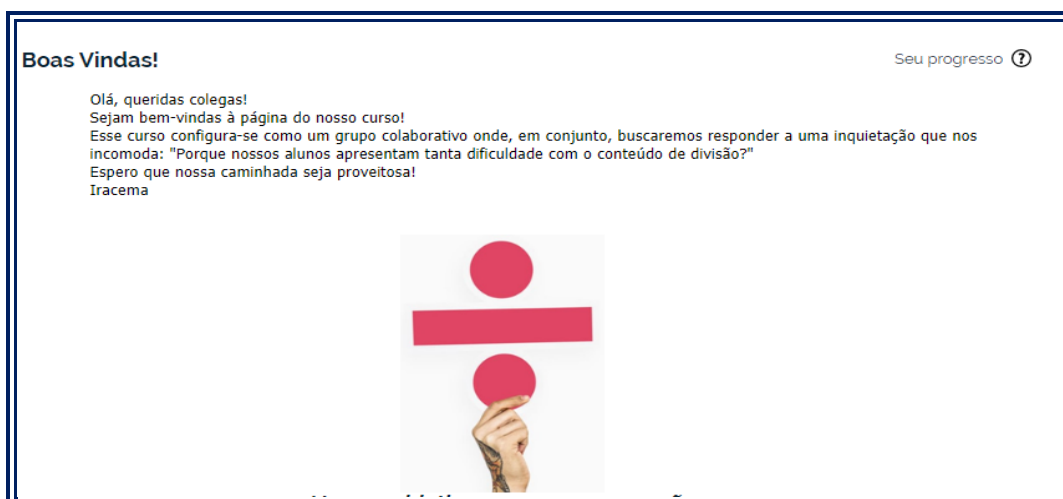 Boas Vindas!
Seu progresso
Olá, queridas colegas!
Sejam bem-vindas à página do nosso curso!
Esse curso configura-se como um grupo colaborativo onde, em conjunto, buscaremos responder a uma inquietação que nos
incomoda: "Porque nossos alunos apresentam tanta dificuldade com o conteúdo de divisão?"
Espero que nossa caminhada seja proveitosa!
Iracema